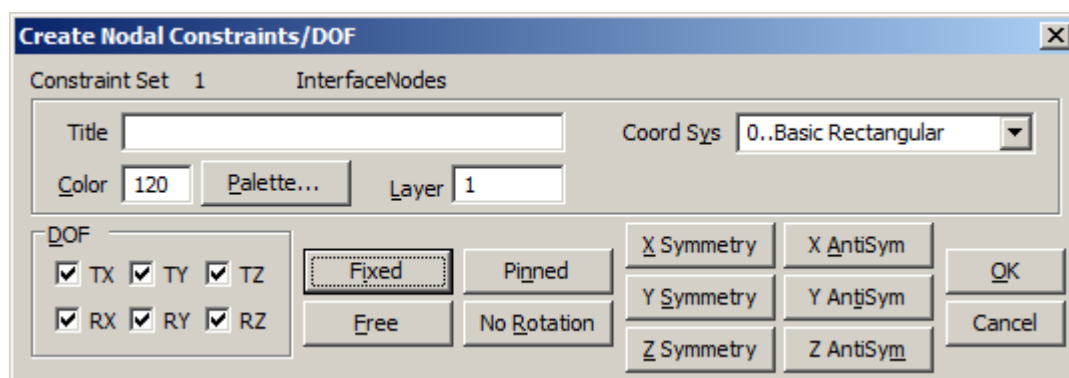 Create Nodal Constraints/DOF
Constraint Set 1 InterfaceNodes
Title Coord Sys 0..Basic Rectangular
Color 120 Palette... Layer 1
DOF
TX TY TZ
RX RY RZ
Fixed Pinned
Free No Rotation
X Symmetry X AntiSym
Y Symmetry Y AntiSym
Z Symmetry Z AntiSym
OK
Cancel